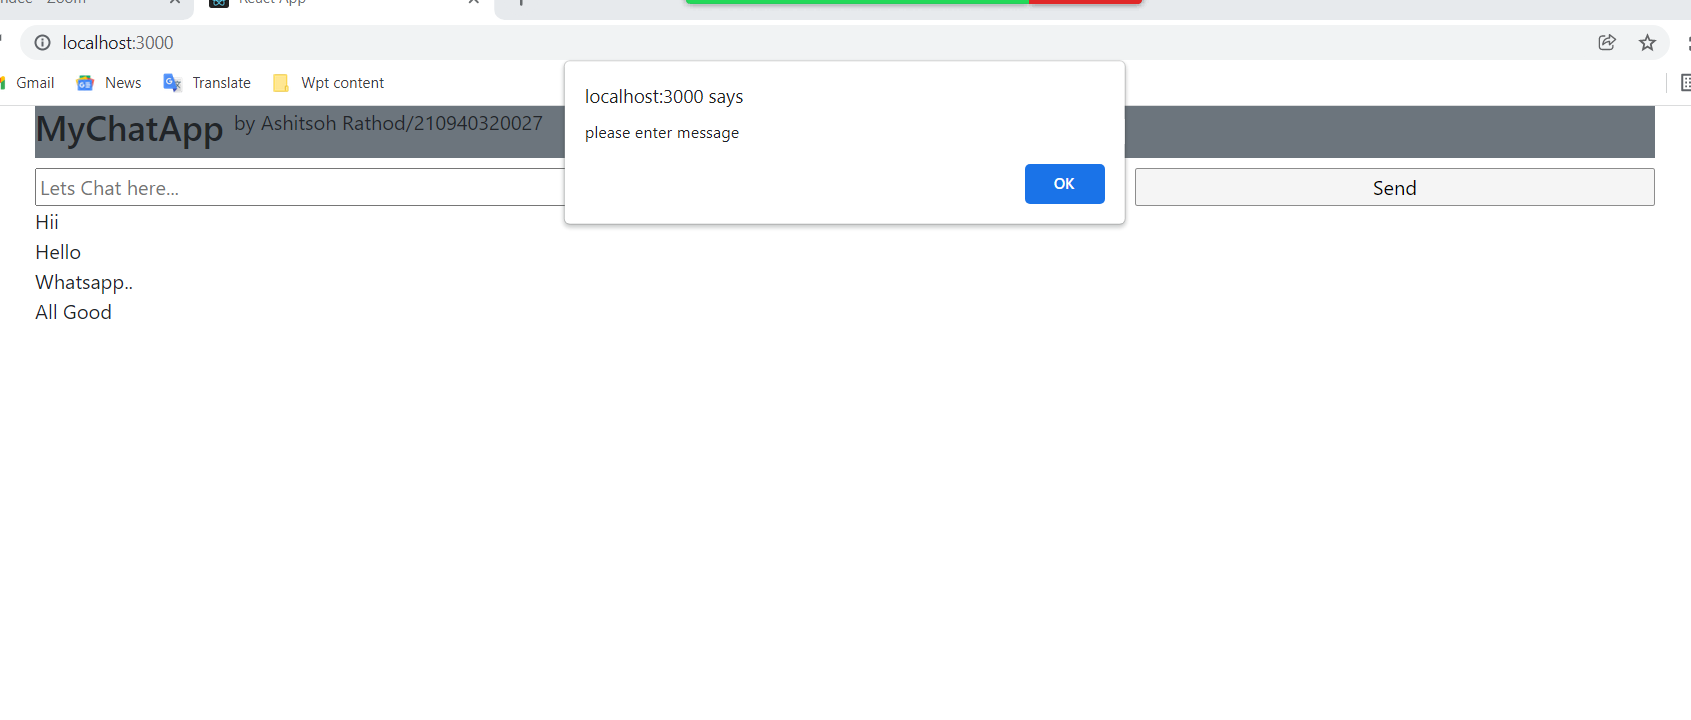 localhost:3000
Gmail News Translate Wpt content
localhost:3000 says
please enter message
OK
MyChatApp by Ashitsoh Rathod/210940320027
Lets Chat here...
Send
Hii
Hello
Whatsapp..
All Good